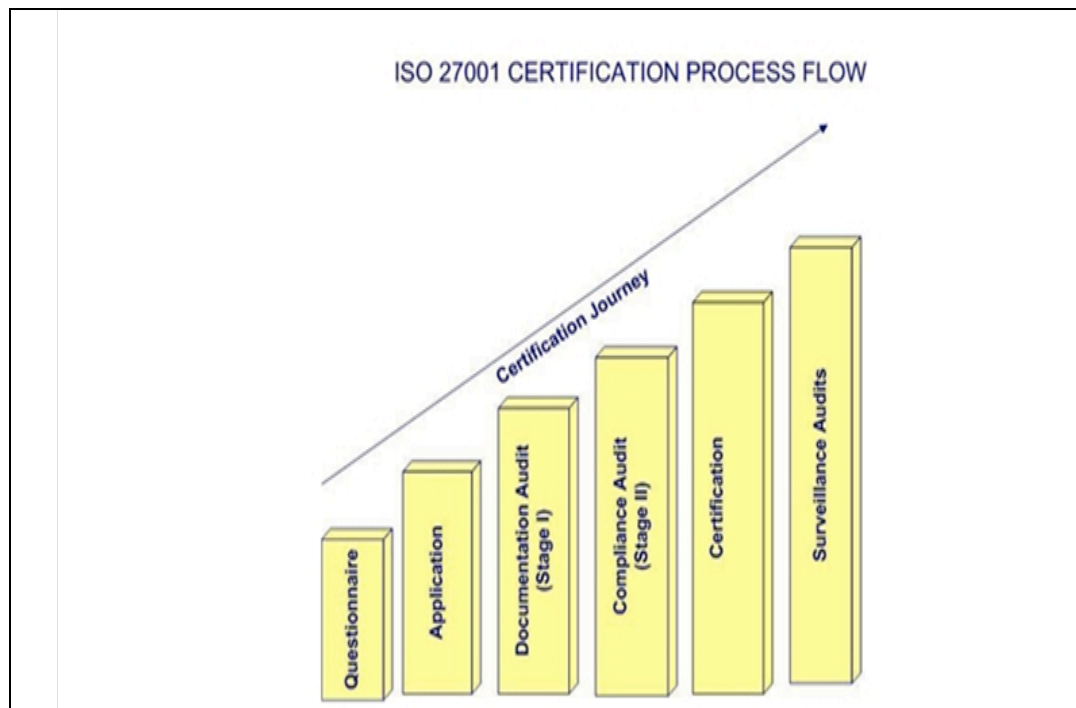 ISO 27001 CERTIFICATION PROCESS FLOW
Certification Journey
Questionnaire
Application
Documentation Audit
(Stage I)
Compliance Audit
(Stage II)
Certification
Surveillance Audits